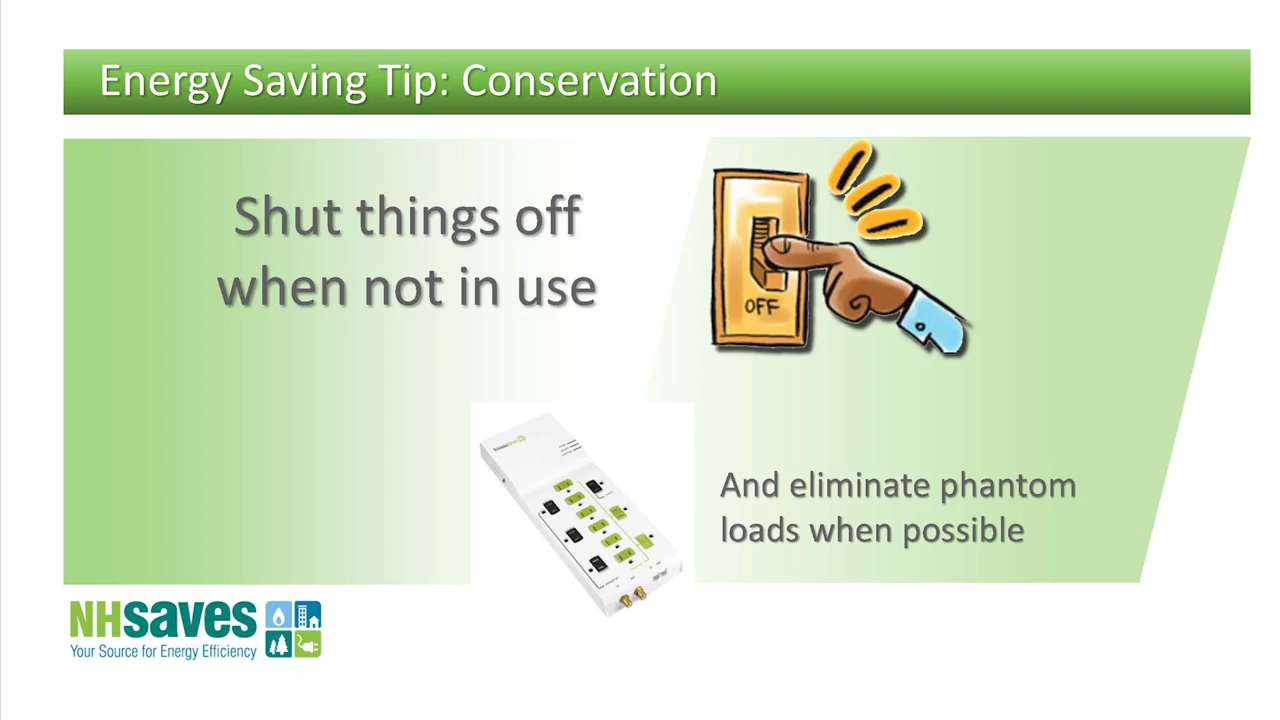 Energy Saving Tip: Conservation
Shut things off
when not in use
OFF
And eliminate phantom
loads when possible
NHsaves
Your Source for Energy Efficiency